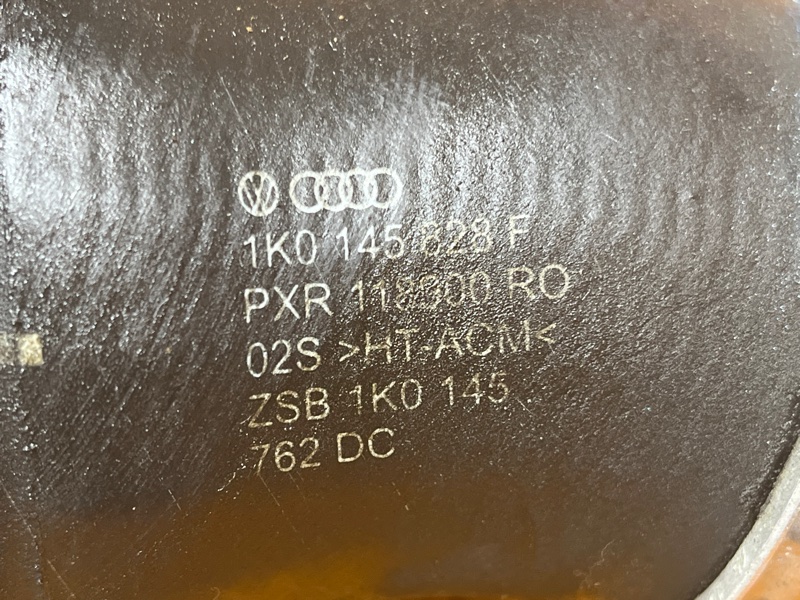 1K0 145 828 F
PXR 118300 RO
02S >HT-ACM<
ZSB 1K0 145
762 DC